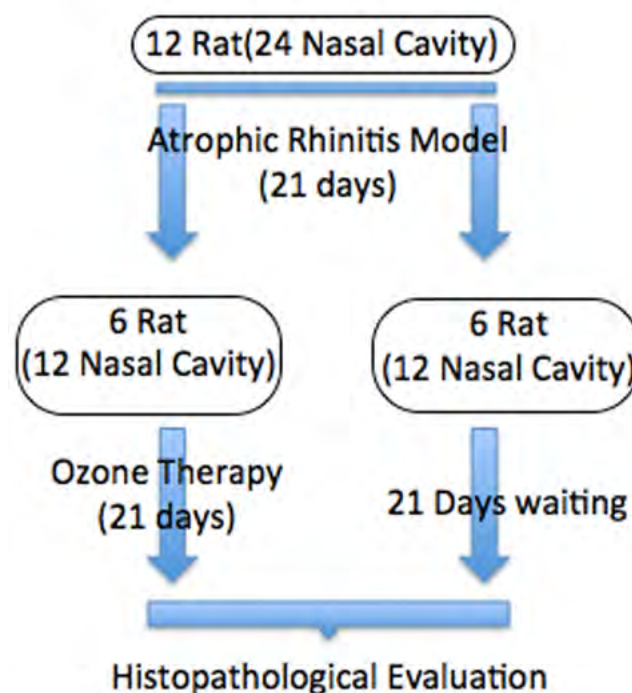 12 Rat(24 Nasal Cavity)
Atrophic Rhinitis Model
(21 days)
6 Rat
(12 Nasal Cavity)
6 Rat
(12 Nasal Cavity)
Ozone Therapy
(21 days)
21 Days waiting
Histopathological Evaluation